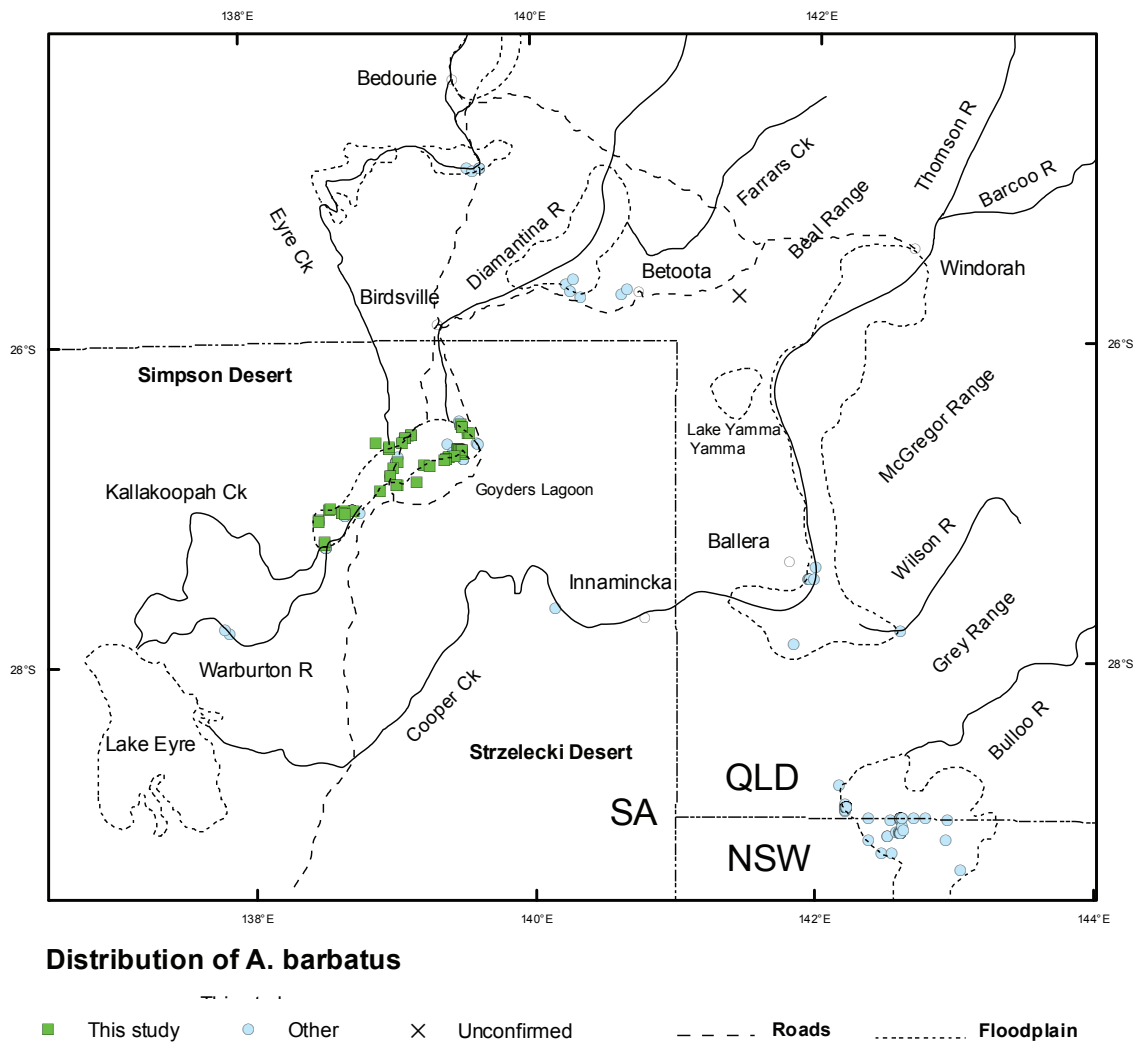 138°E 140°E 142°E
Bedourie
Thomson R
Farrars Ck
Barcoo R
Eyre Ck
Diamantina R
Beal Range
Betoota
Windorah
Birdsville
26°S 26°S
Simpson Desert
Lake Yamma
Yamma
McGregor Range
Kallakoopah Ck
Goyders Lagoon
Ballera
Wilson R
Innamincka
Grey Range
28°S 28°S
Warburton R
Cooper Ck
Bulloo R
Lake Eyre
Strzelecki Desert
QLD
SA
NSW
138°E 140°E 142°E 144°E
Distribution of A. barbatus
This study Other Unconfirmed Roads Floodplain